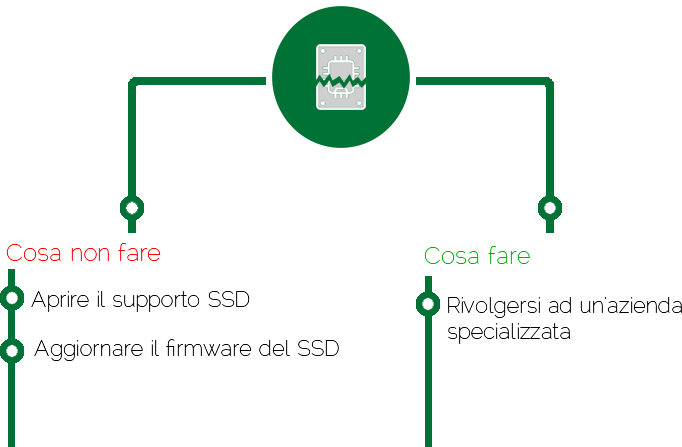 Cosa non fare
Aprire il supporto SSD
Aggiornare il firmware del SSD
Cosa fare
Rivolgersi ad un'azienda
specializzata